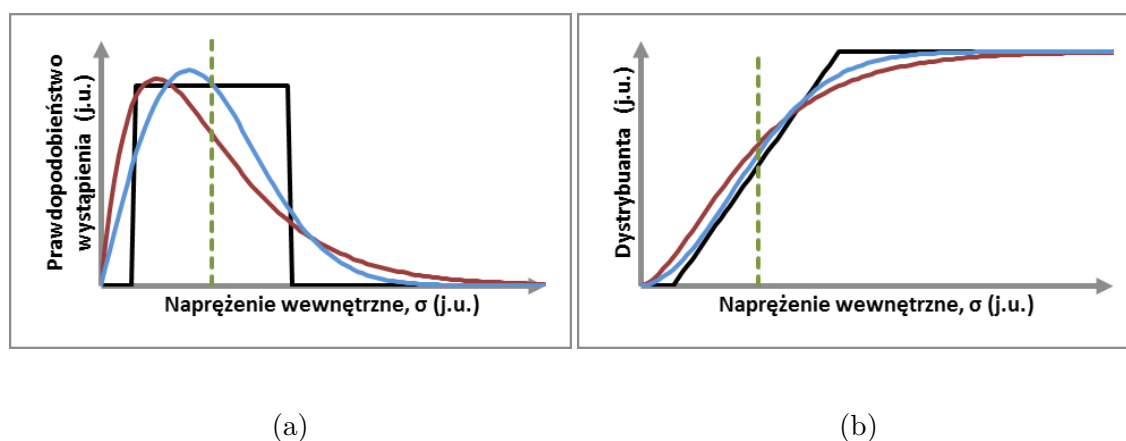 Prawdopodobieństwo
wystąpienia (j.u.)
Naprężenie wewnętrzne, σ (j.u.)
Dystrybuanta (j.u.)
Naprężenie wewnętrzne, σ (j.u.)
(a)
(b)